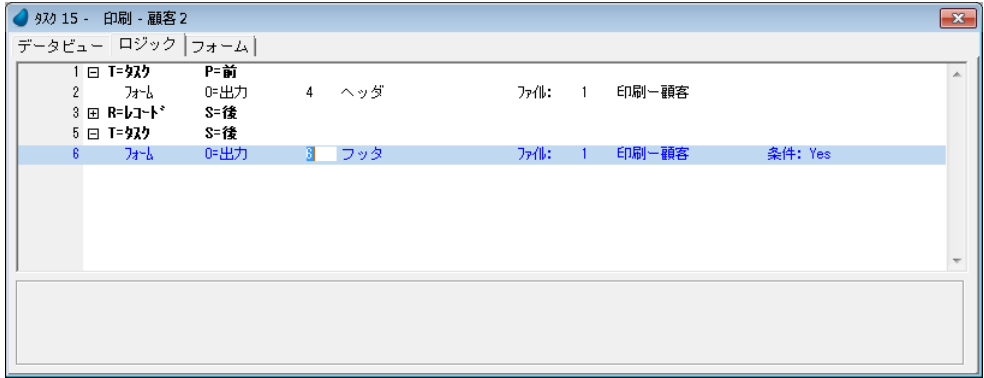 ﾀｽｸ 15 - 印刷 - 顧客2
データビュー ロジック フォーム
1 T=ﾀｽｸ P=前
2 ﾌｫｰﾑ O=出力 4 ヘッダ ﾌｧｲﾙ: 1 印刷ー顧客
3 R=ﾚｺｰﾄﾞ S=後
5 T=ﾀｽｸ S=後
6 ﾌｫｰﾑ O=出力 6 フッタ ﾌｧｲﾙ: 1 印刷ー顧客 条件: Yes